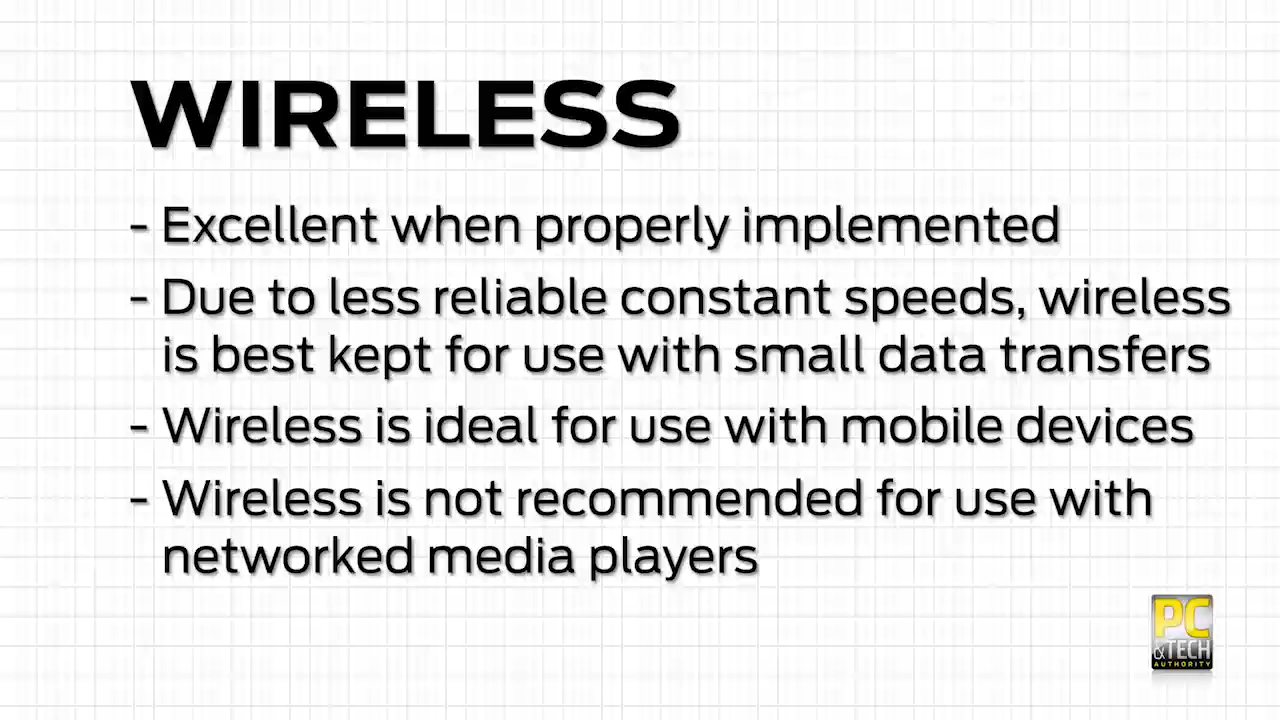 WIRELESS
- Excellent when properly implemented
- Due to less reliable constant speeds, wireless
is best kept for use with small data transfers
- Wireless is ideal for use with mobile devices
- Wireless is not recommended for use with
networked media players
PC
&TECH
AUTHORITY